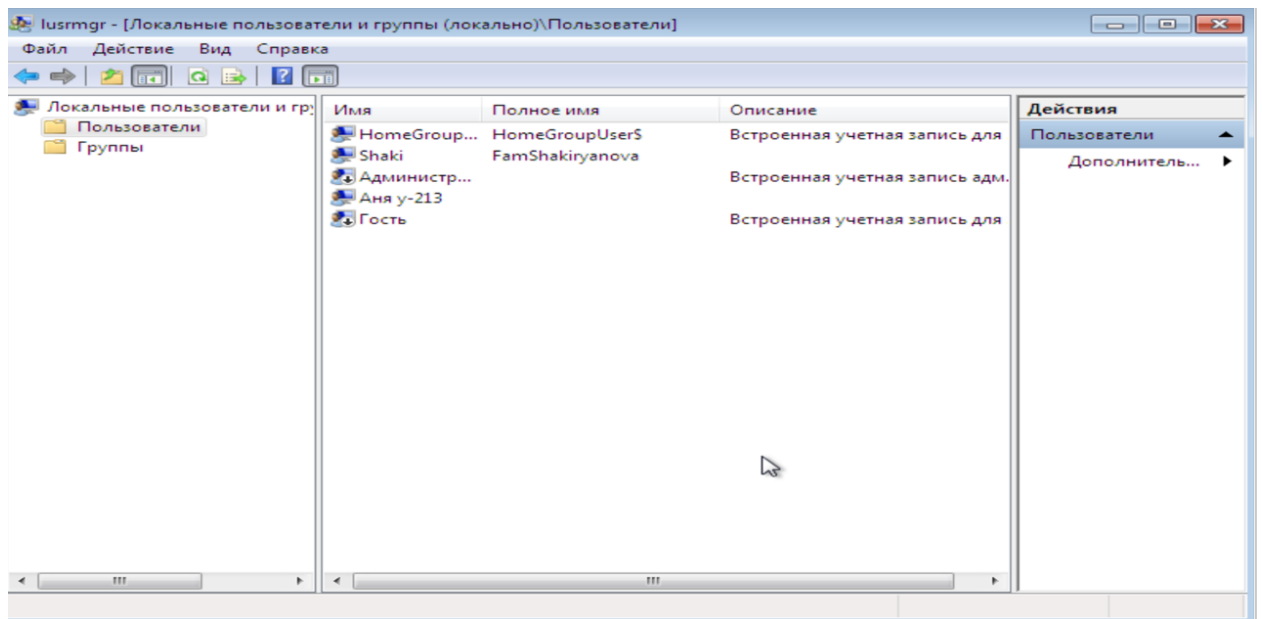 lusrmgr - [Локальные пользователи и группы (локально)\Пользователи]
Файл Действие Вид Справка
Локальные пользователи и гру
Пользователи
Группы
Имя Полное имя Описание
HomeGroup... HomeGroupUser$ Встроенная учетная запись для
Shaki FamShakiryanova
Администр... Встроенная учетная запись адм.
Аня у-213
Гость Встроенная учетная запись для
Действия
Пользователи
Дополнитель...